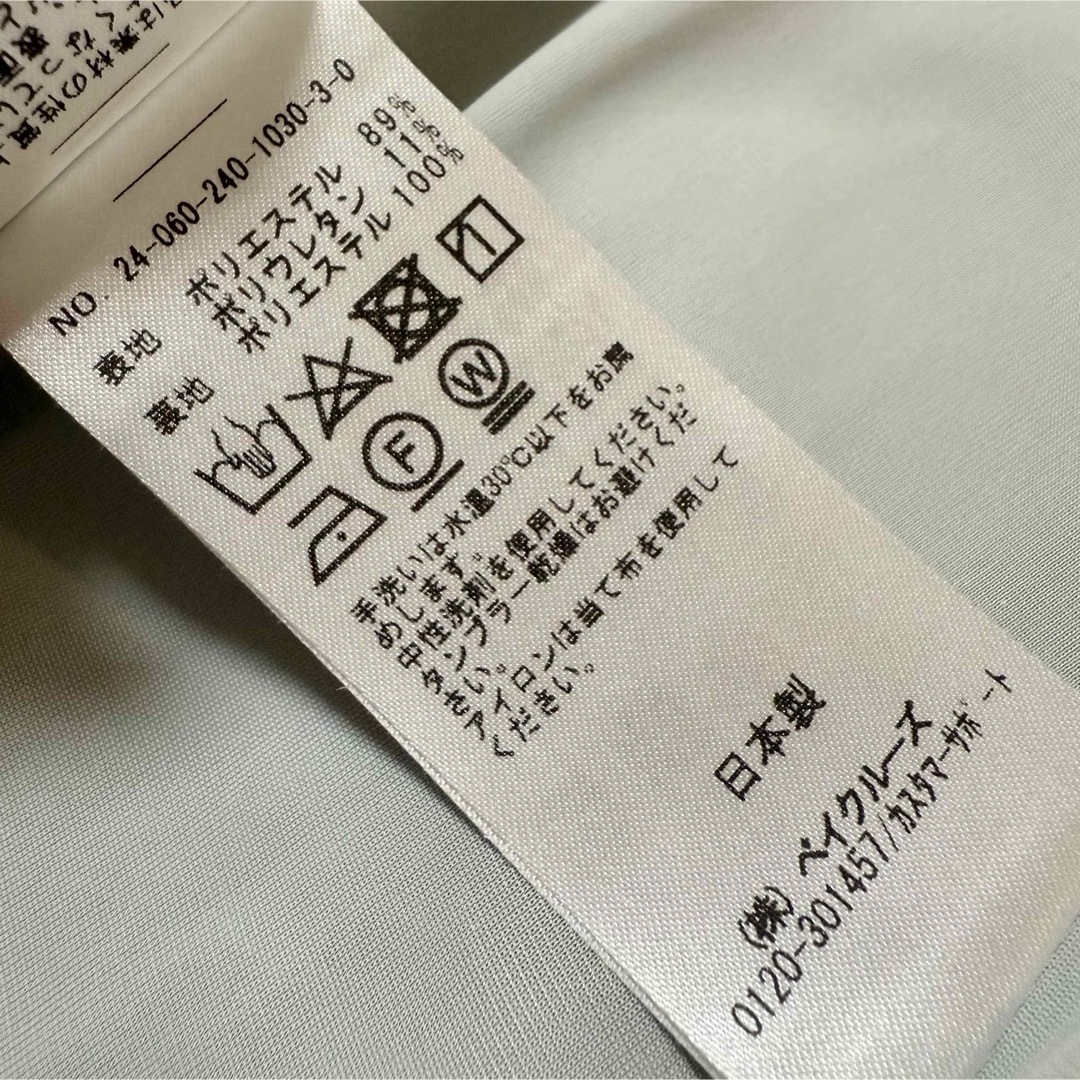 は素材の性質
NO. 24-060-240-1030-3-0
表地 ポリエステル 89%
ポリウレタン 11%
裏地 ポリエステル 100%
F
W
手洗いは水温30℃以下をお薦
めします。
中性洗剤を使用してください。
タンブラー乾燥はお避けくだ
さい。
アイロンは当て布を使用して
ください。
日本製
(株) ベイクルーズ
0120-301457/カスタマーサポート